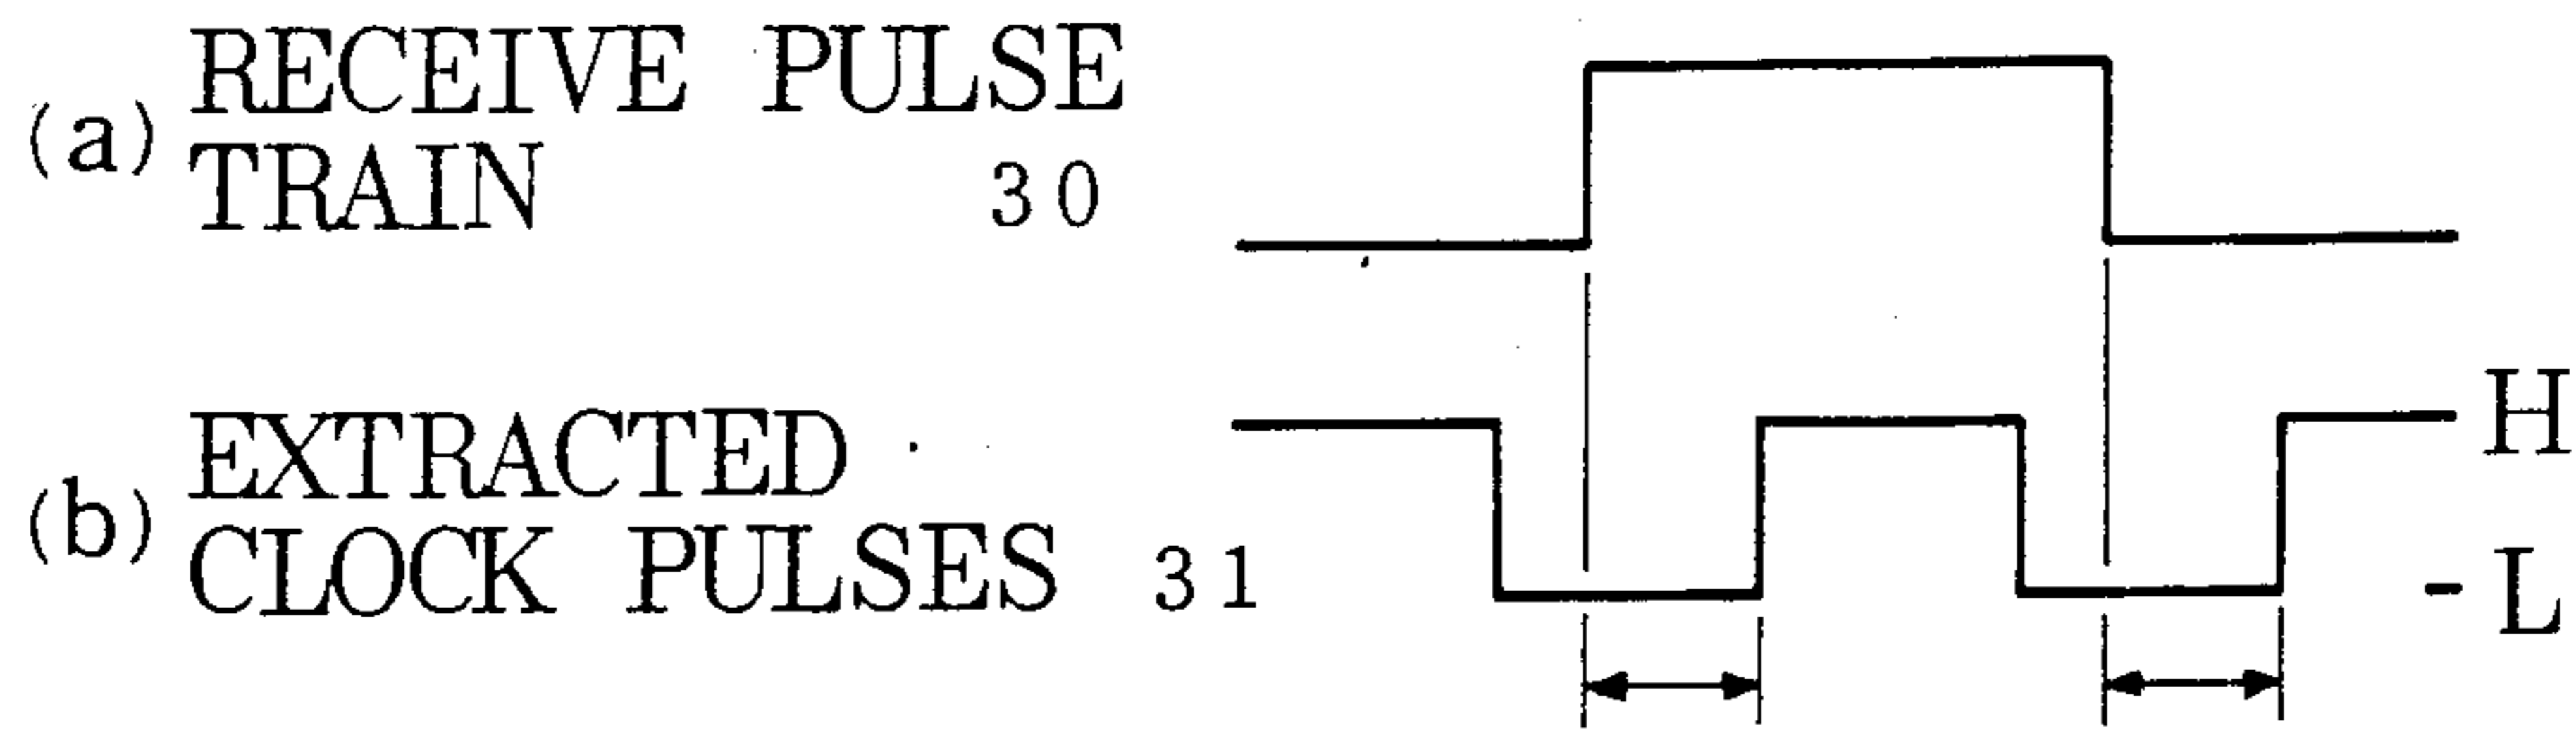 (a) RECEIVE PULSE
TRAIN 30
H
(b) EXTRACTED
CLOCK PULSES 31
- L